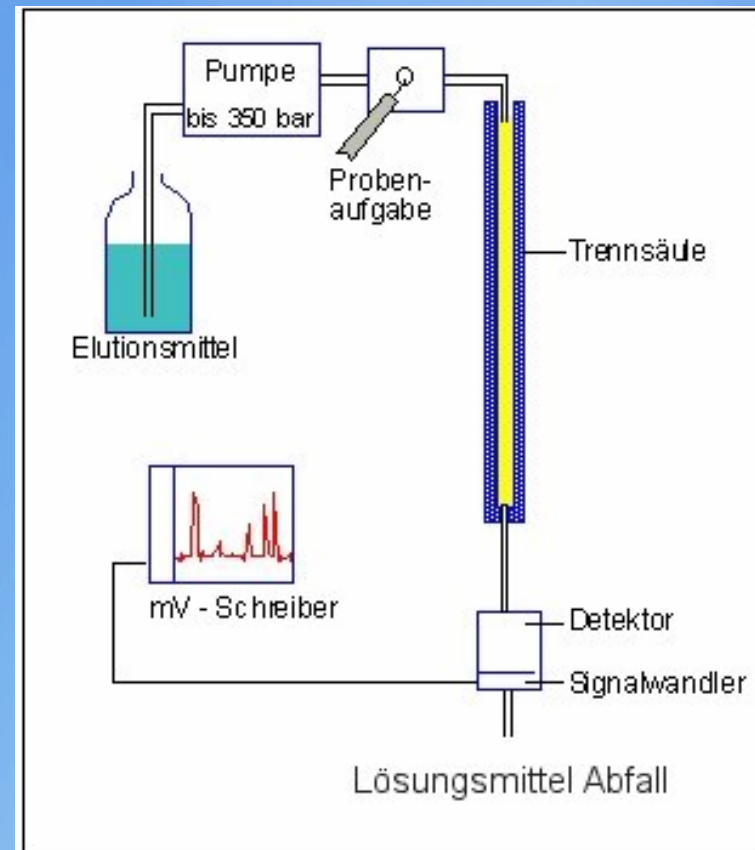 Pumpe
bis 350 bar
Proben-
aufgabe
Trennsäule
Elutionsmittel
mV - Schreiber
Detektor
Signalwandler
Lösungsmittel Abfall